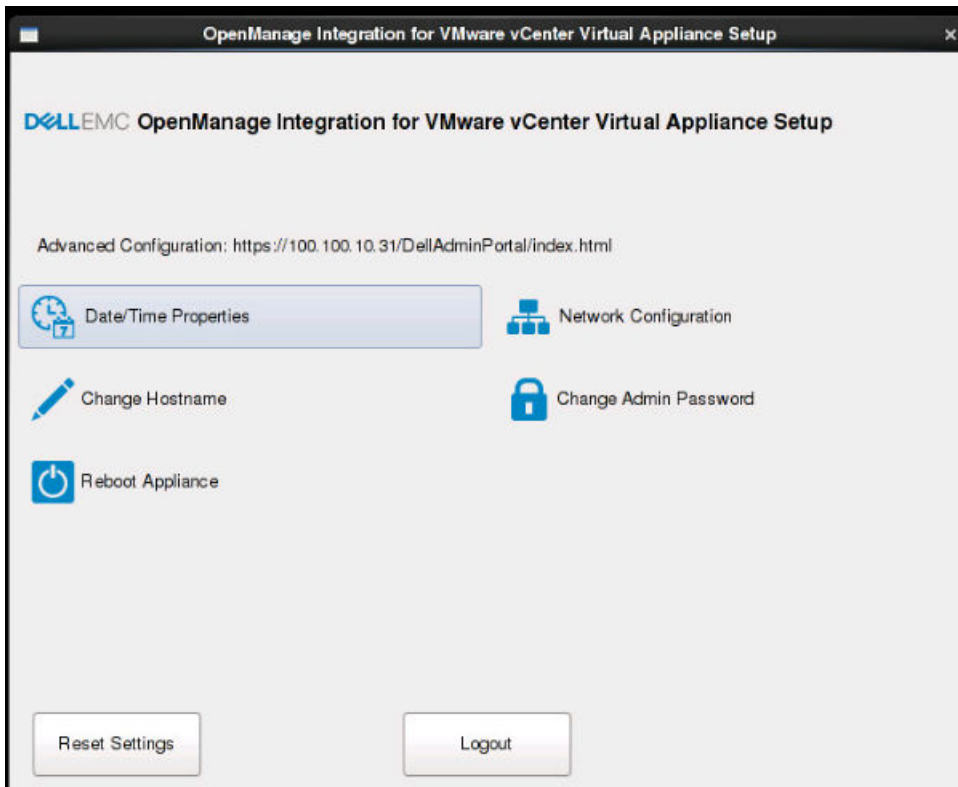 OpenManage Integration for VMware vCenter Virtual Appliance Setup
DELLEMC OpenManage Integration for VMware vCenter Virtual Appliance Setup
Advanced Configuration: https://100.100.10.31/DellAdminPortal/index.html
7 Date/Time Properties
Network Configuration
Change Hostname
Change Admin Password
Reboot Appliance
Reset Settings
Logout